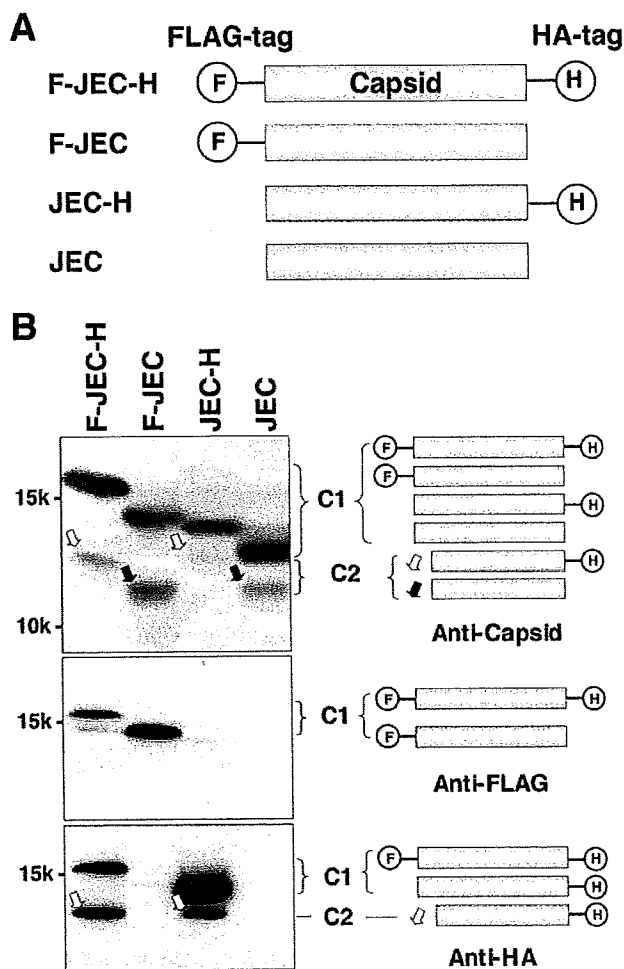 A
FLAG-tag HA-tag
F-JEC-H F Capsid H
F-JEC F
JEC-H H
JEC
B
F-JEC-H F-JEC JEC-H JEC
F H
F
15k C1 H
C2 H
10k
Anti-Capsid
F H
15k C1
F
Anti-FLAG
F H
15k C1
H
C2 H
Anti-HA